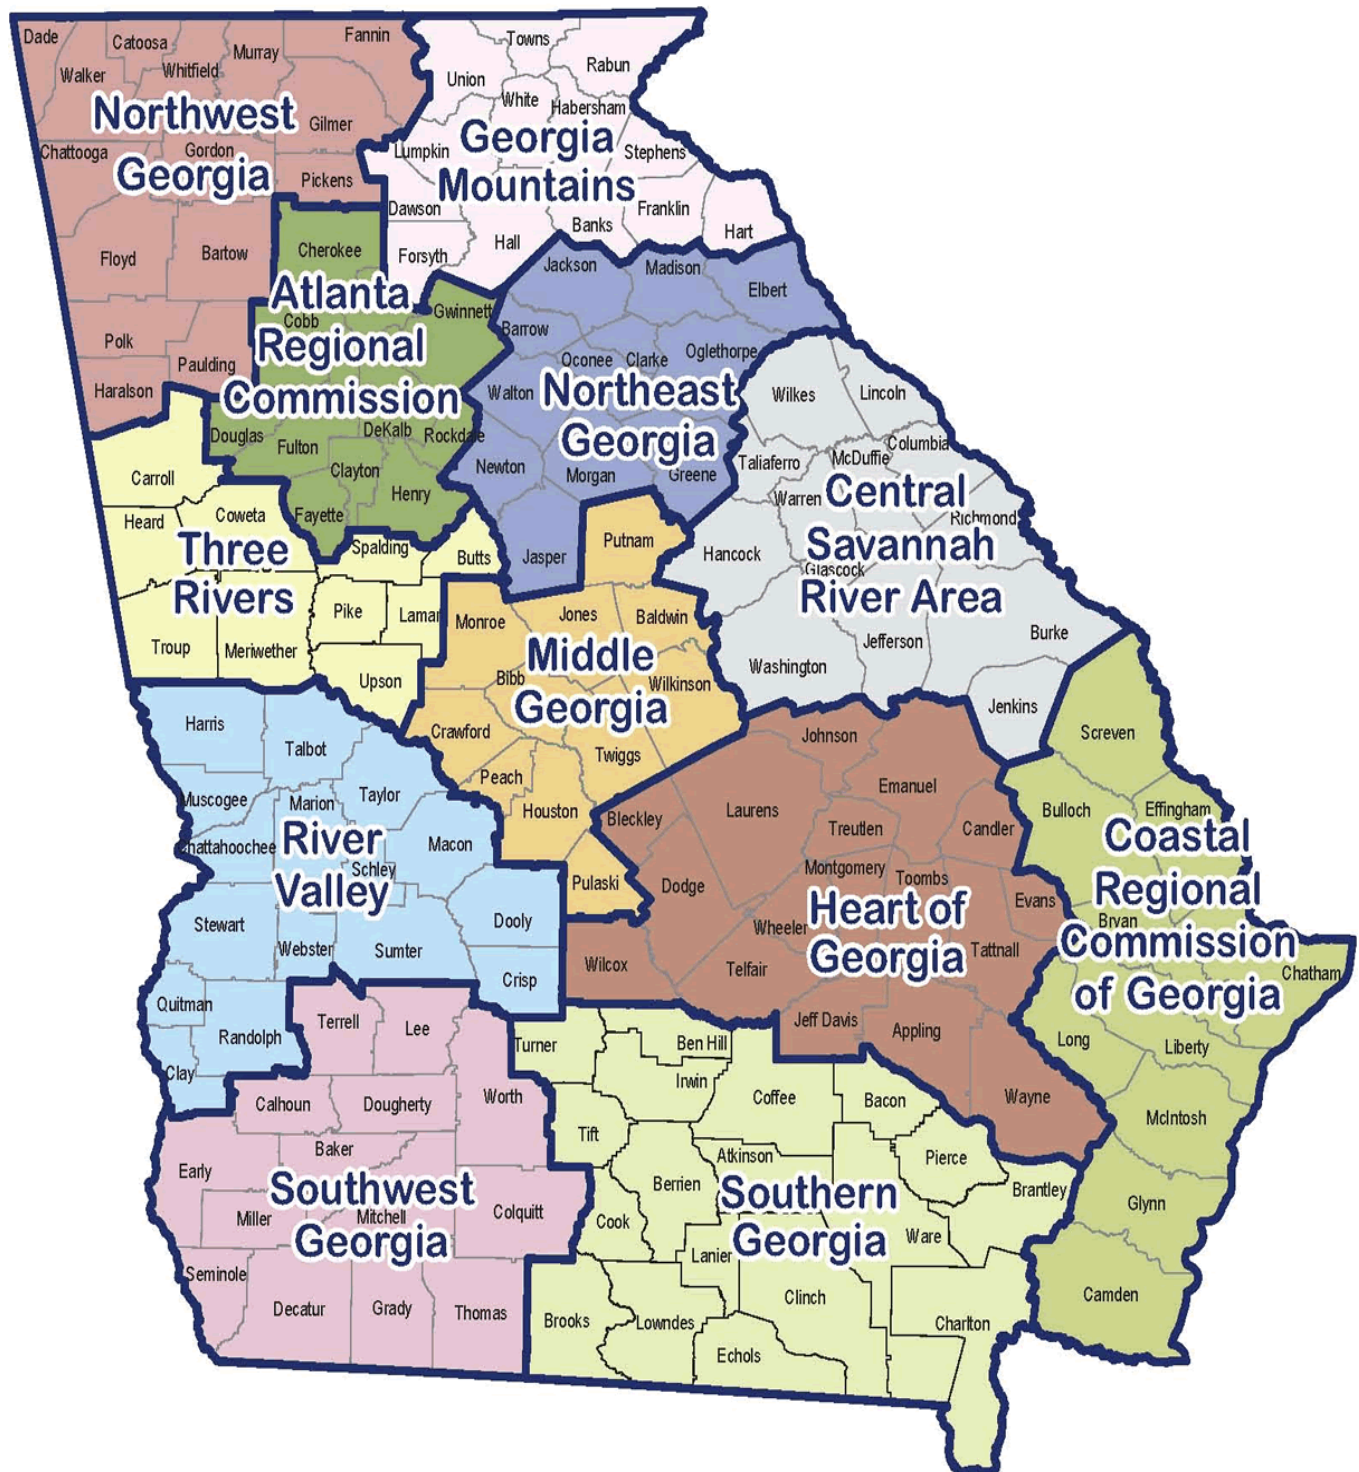 Dade
Catoosa
Whitfield
Murray
Fannin
Walker
Northwest
Georgia
Gilmer
Chattooga
Gordon
Pickens
Floyd
Bartow
Polk
Paulding
Haralson
Towns
Union
Rabun
White
Habersham
Georgia
Mountains
Lumpkin
Stephens
Dawson
Franklin
Forsyth
Hall
Banks
Hart
Cherokee
Atlanta
Regional
Commission
Cobb
Gwinnett
Douglas
Fulton
DeKalb
Rockdale
Clayton
Henry
Fayette
Jackson
Madison
Elbert
Barrow
Oconee
Clarke
Oglethorpe
Walton
Northeast
Georgia
Newton
Morgan
Greene
Jasper
Wilkes
Lincoln
Columbia
Taliaferro
McDuffie
Warren
Central
Savannah
River Area
Richmond
Hancock
Glascock
Washington
Jefferson
Burke
Jenkins
Carroll
Heard
Coweta
Three
Rivers
Spalding
Butts
Pike
Lamar
Troup
Meriwether
Upson
Putnam
Monroe
Jones
Baldwin
Middle
Georgia
Bibb
Wilkinson
Crawford
Twiggs
Peach
Houston
Pulaski
Harris
Talbot
Muscogee
Marion
Taylor
hattahoochee
River
Valley
Macon
Schley
Stewart
Webster
Sumter
Dooly
Crisp
Quitman
Randolph
Clay
Johnson
Emanuel
Laurens
Bleckley
Treutlen
Candler
Montgomery
Toombs
Dodge
Evans
Wheeler
Heart of
Georgia
Tattnall
Wilcox
Telfair
Jeff Davis
Appling
Wayne
Screven
Bulloch
Effingham
Coastal
Regional
Commission
of Georgia
Bryan
Chatham
Long
Liberty
McIntosh
Glynn
Camden
Terrell
Lee
Calhoun
Dougherty
Worth
Early
Baker
Southwest
Georgia
Miller
Mitchell
Colquitt
Seminole
Decatur
Grady
Thomas
Turner
Ben Hill
Irwin
Coffee
Bacon
Tift
Atkinson
Pierce
Berrien
Southern
Georgia
Brantley
Cook
Ware
Lanier
Clinch
Brooks
Lowndes
Echols
Charlton